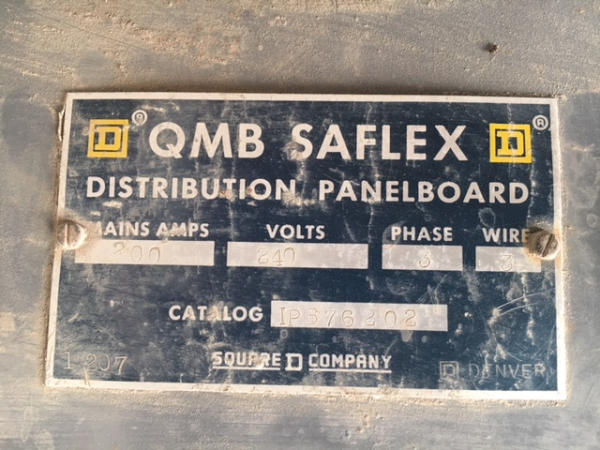 D ® QMB SAFLEX D ®
DISTRIBUTION PANELBOARD
MAINS AMPS VOLTS PHASE WIRE
200 240 3 3
CATALOG
SQUARE D COMPANY
D DENVER